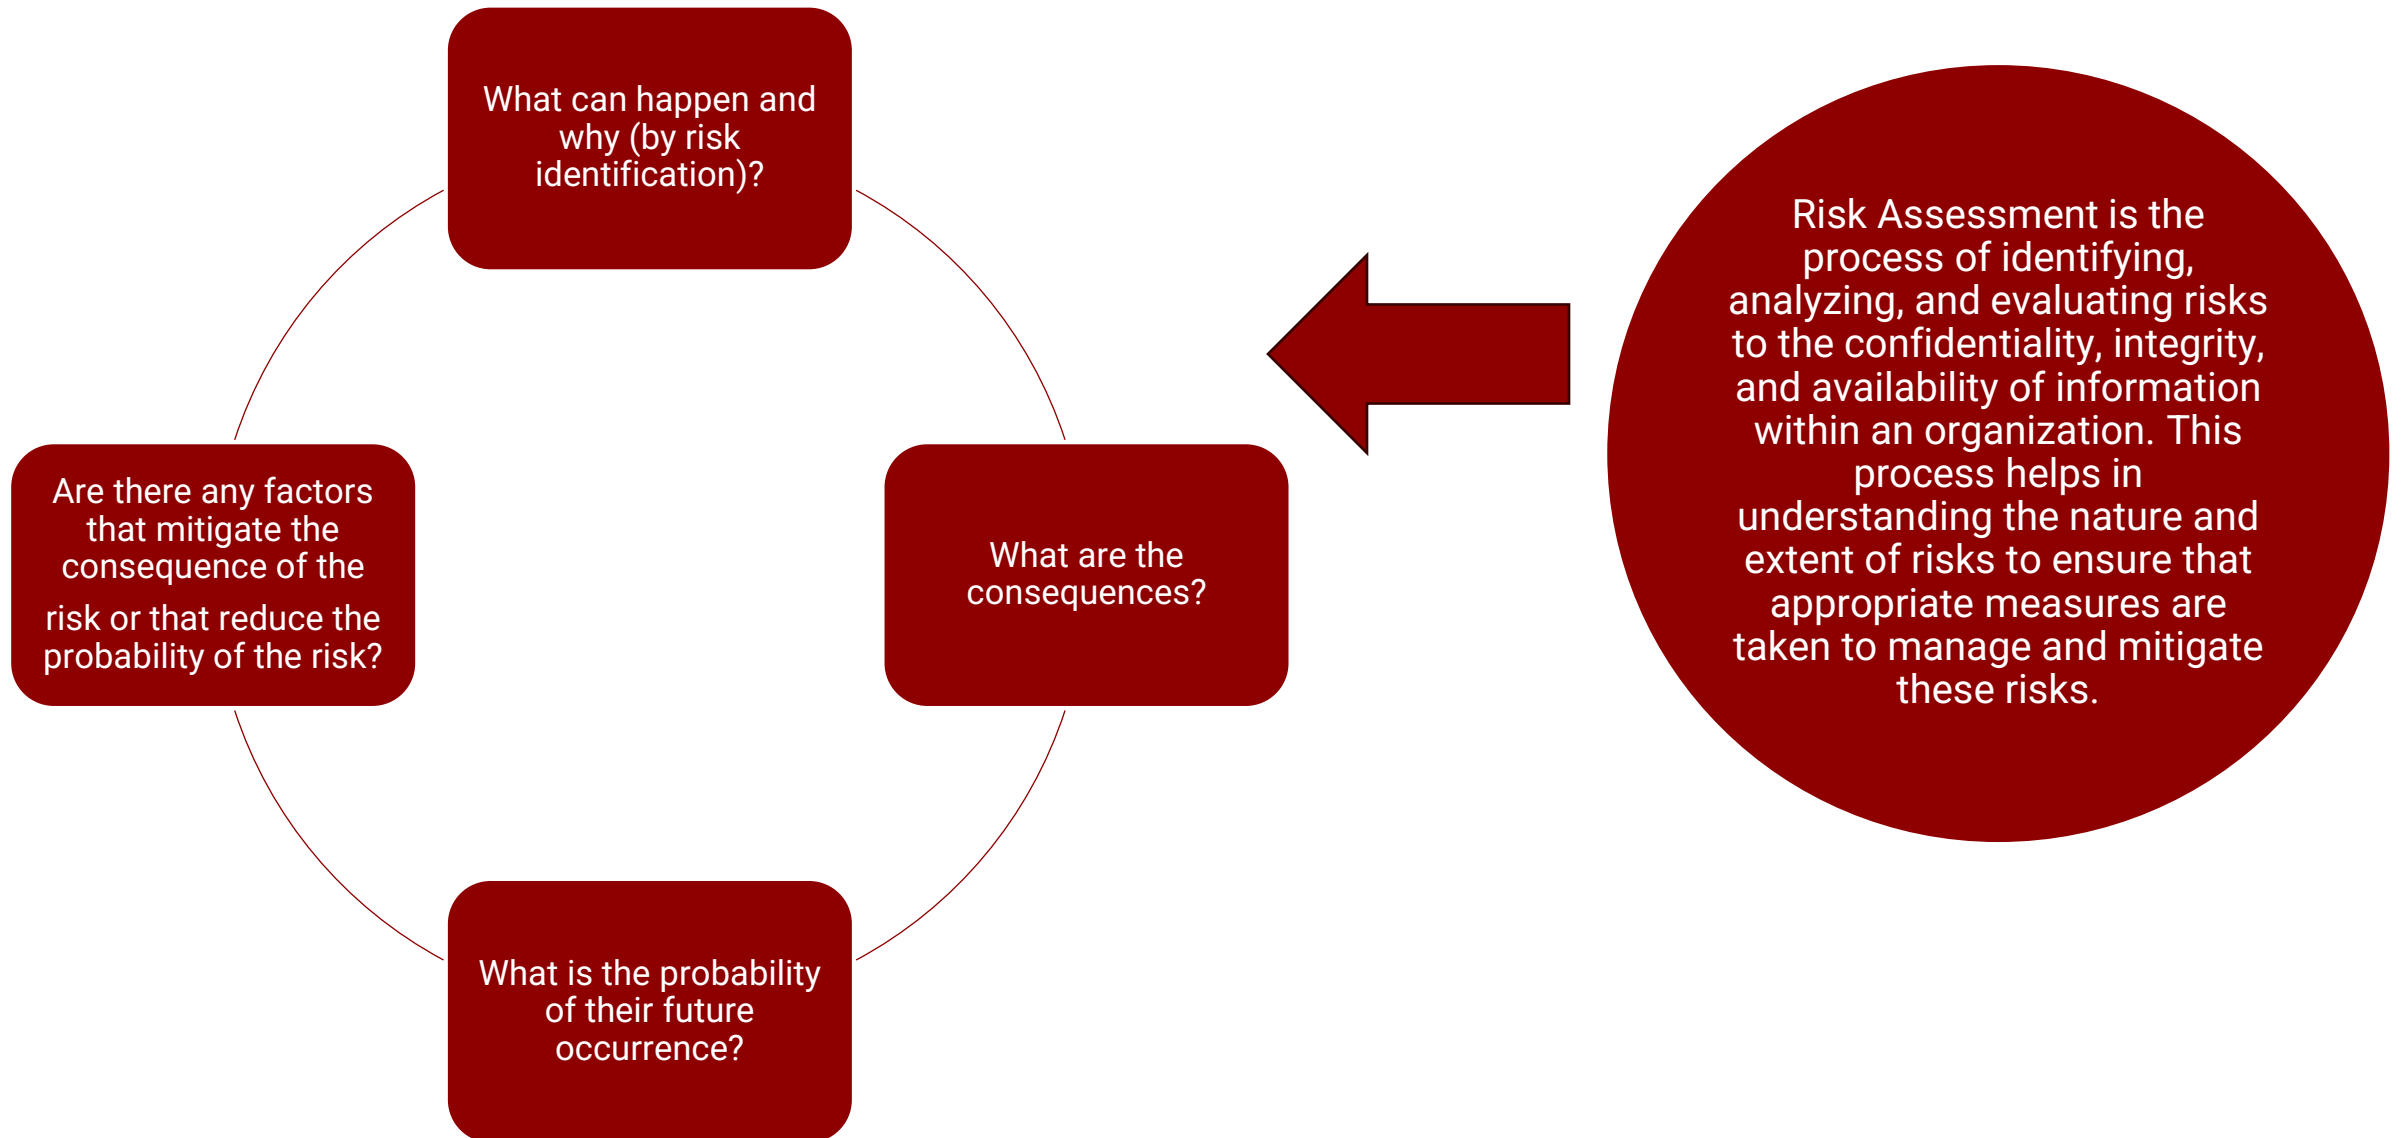 What can happen and
why (by risk
identification)?
What are the
consequences?
What is the probability
of their future
occurrence?
Are there any factors
that mitigate the
consequence of the
risk or that reduce the
probability of the risk?
Risk Assessment is the
process of identifying,
analyzing, and evaluating risks
to the confidentiality, integrity,
and availability of information
within an organization. This
process helps in
understanding the nature and
extent of risks to ensure that
appropriate measures are
taken to manage and mitigate
these risks.